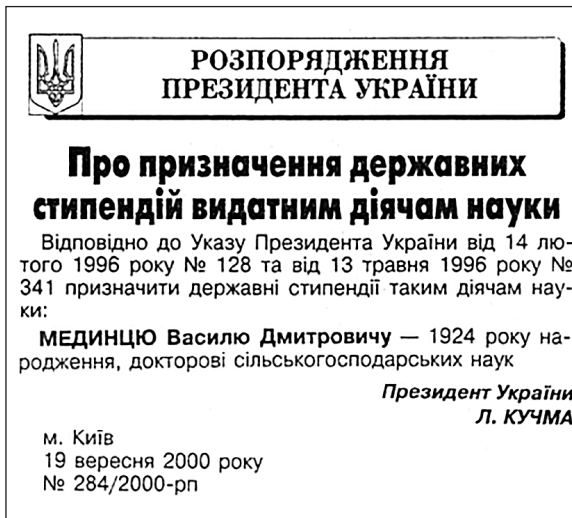 РОЗПОРЯДЖЕННЯ
ПРЕЗИДЕНТА УКРАЇНИ
Про призначення державних
стипендій видатним діячам науки
Відповідно до Указу Президента України від 14 лю-
того 1996 року № 128 та від 13 травня 1996 року №
341 призначити державні стипендії таким діячам нау-
ки:
МЕДИНЦЮ Василю Дмитровичу — 1924 року на-
родження, докторові сільськогосподарських наук
Президент України
Л. КУЧМА
м. Київ
19 вересня 2000 року
№ 284/2000-рп